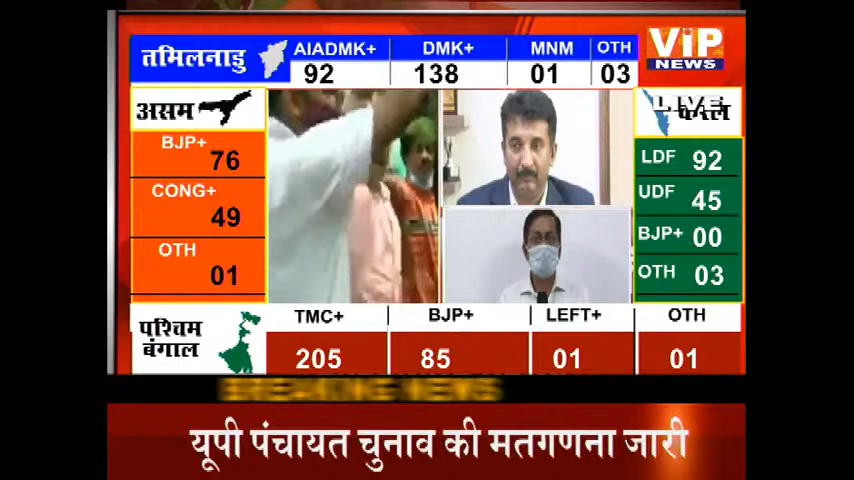 तमिलनाडु
AIADMK+ DMK+ MNM OTH
92 138 01 03
ViP
NEWS
असम
BJP+ 76
CONG+ 49
OTH 01
LIVE
LDF 92
UDF 45
BJP+ 00
OTH 03
पश्चिम
बंगाल
TMC+ BJP+ LEFT+ OTH
205 85 01 01
BREAKING NEWS
यूपी पंचायत चुनाव की मतगणना जारी